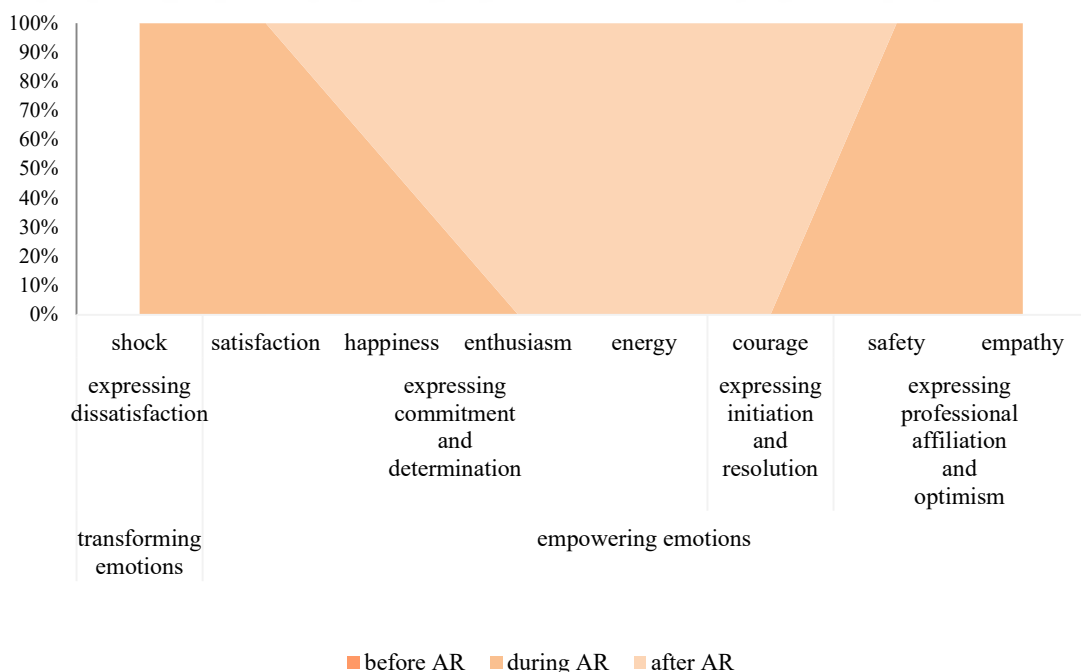 100%
90%
80%
70%
60%
50%
40%
30%
20%
10%
0%
shock satisfaction happiness enthusiasm energy courage safety empathy
expressing
dissatisfaction
expressing
commitment
and
determination
expressing
initiation
and
resolution
expressing
professional
affiliation
and
optimism
transforming
emotions
empowering emotions
before AR during AR after AR